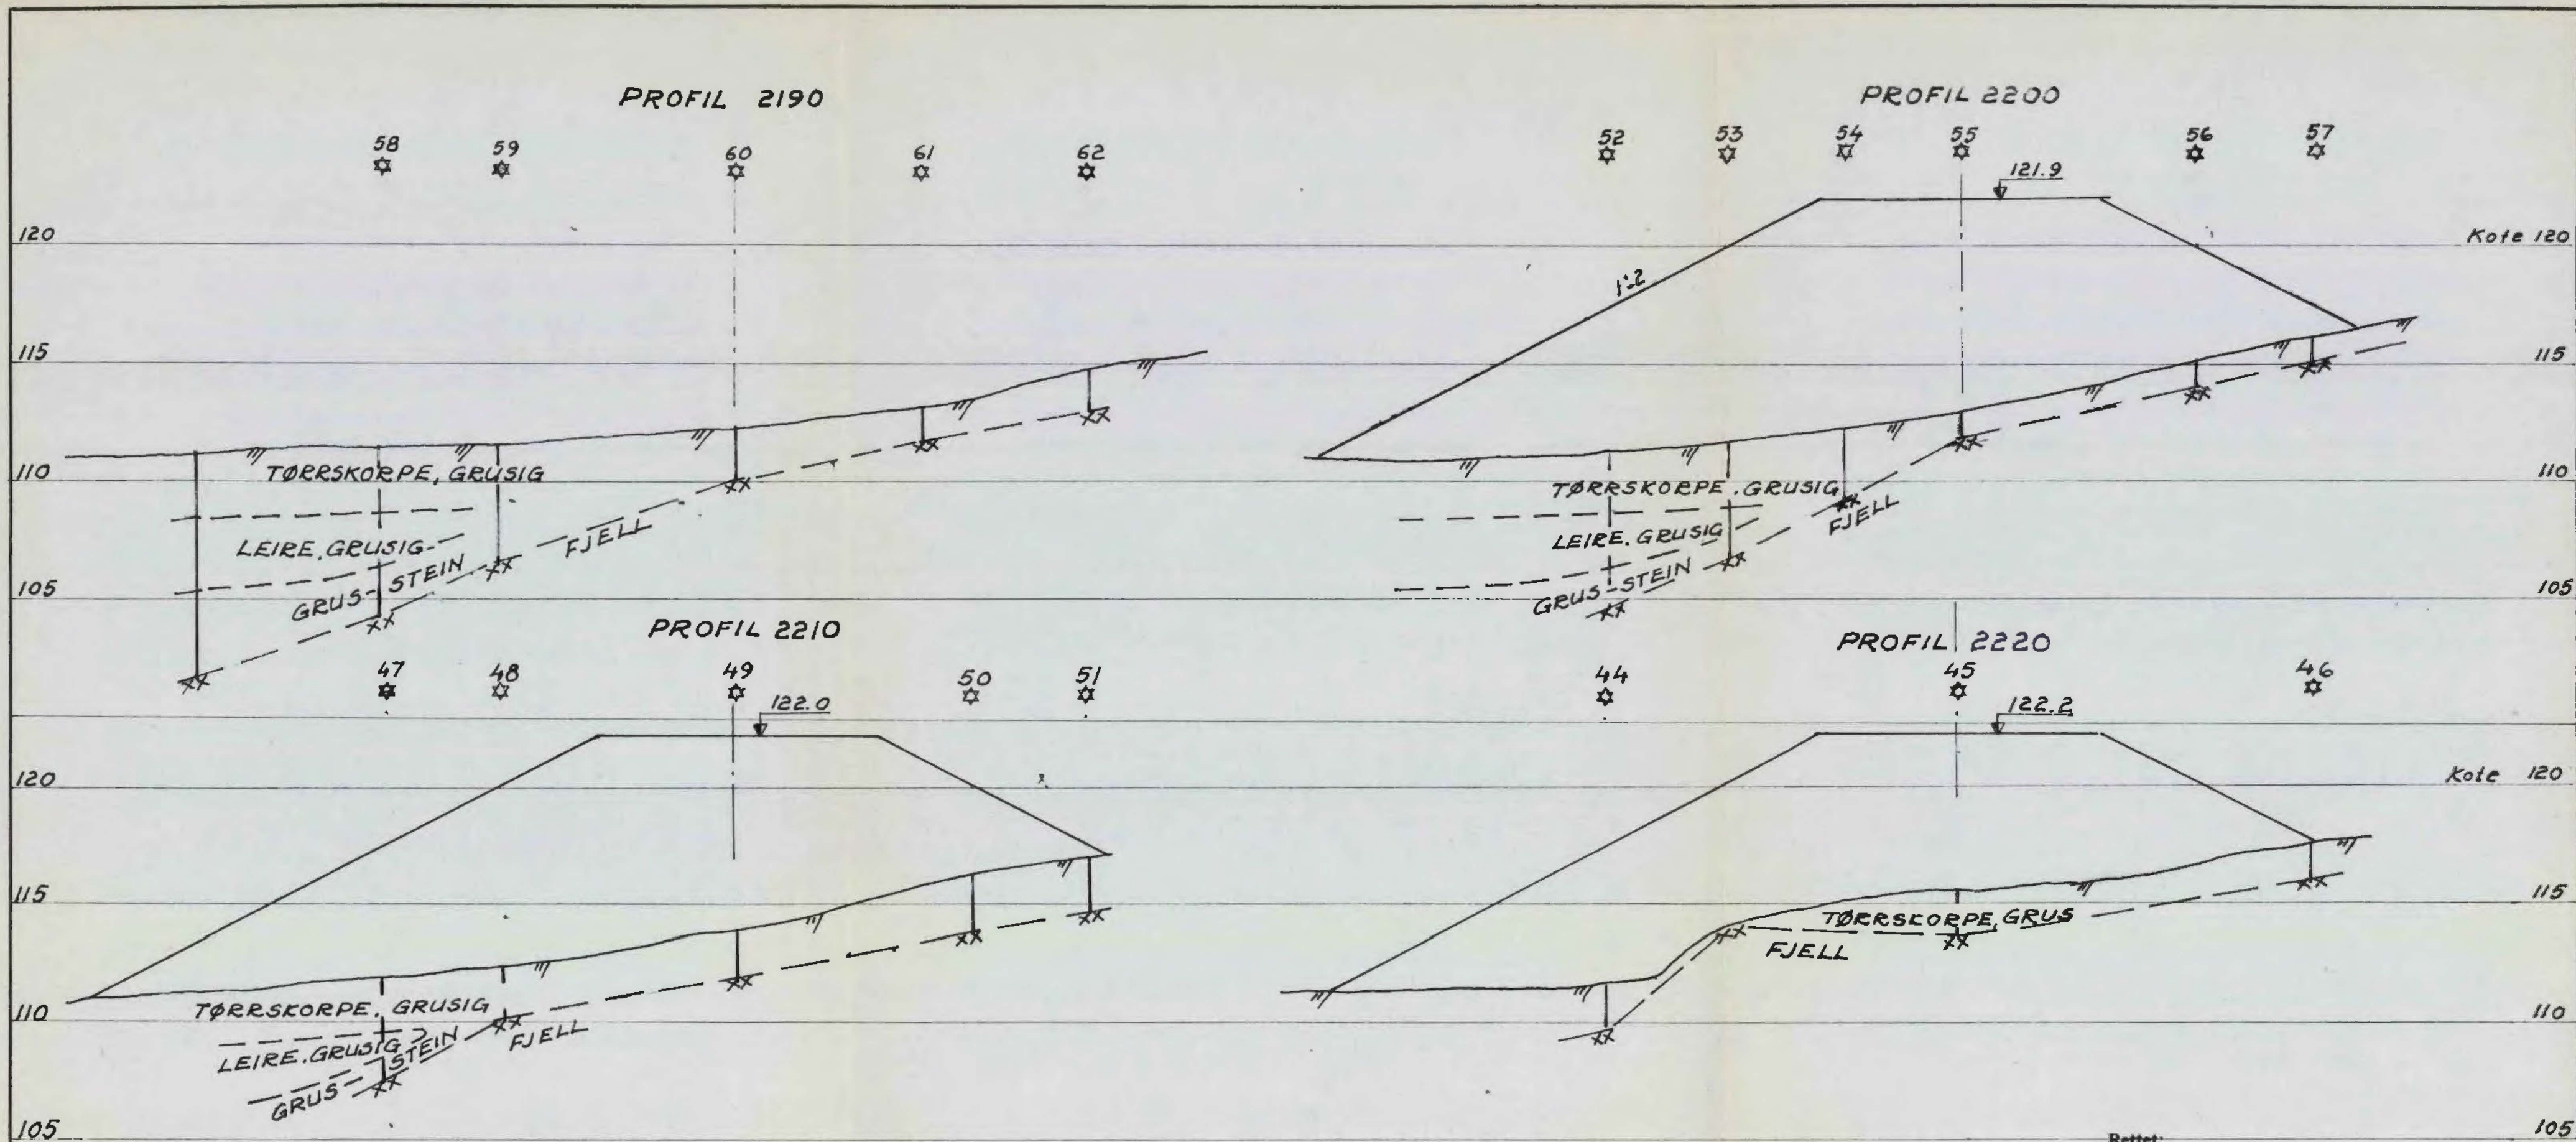 PROFIL 2190
58 59 60 61 62
120
115
110
105
TØRRSKORPE, GRUSIG
LEIRE. GRUSIG
GRUS-STEIN
FJELL
PROFIL 2200
52 53 54 55 56 57
121.9
Kote 120
1:2
115
110
105
TØRRSKORPE. GRUSIG
LEIRE. GRUSIG
GRUS-STEIN
FJELL
PROFIL 2210
47 48 49 50 51
122.0
120
115
110
105
TØRRSKORPE, GRUSIG
LEIRE. GRUSIG
GRUS STEIN
FJELL
PROFIL 2220
44 45 46
122.2
Kote 120
115
110
105
TØRRSKORPE, GRUS
FJELL
Rettet: